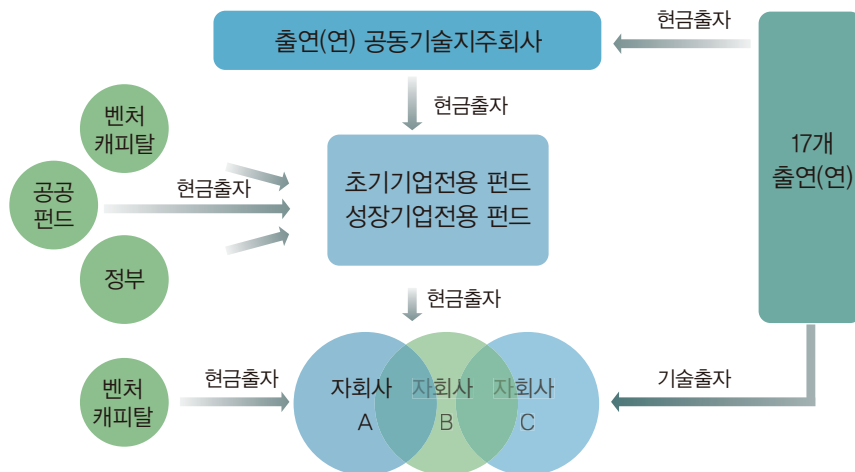 현금출자
출연(연) 공동기술지주회사
현금출자
벤처
캐피탈
17개
출연(연)
초기기업전용 펀드
성장기업전용 펀드
현금출자
공공
펀드
정부
현금출자
벤처
캐피탈
현금출자
자회사
A
자회사
B
자회사
C
기술출자